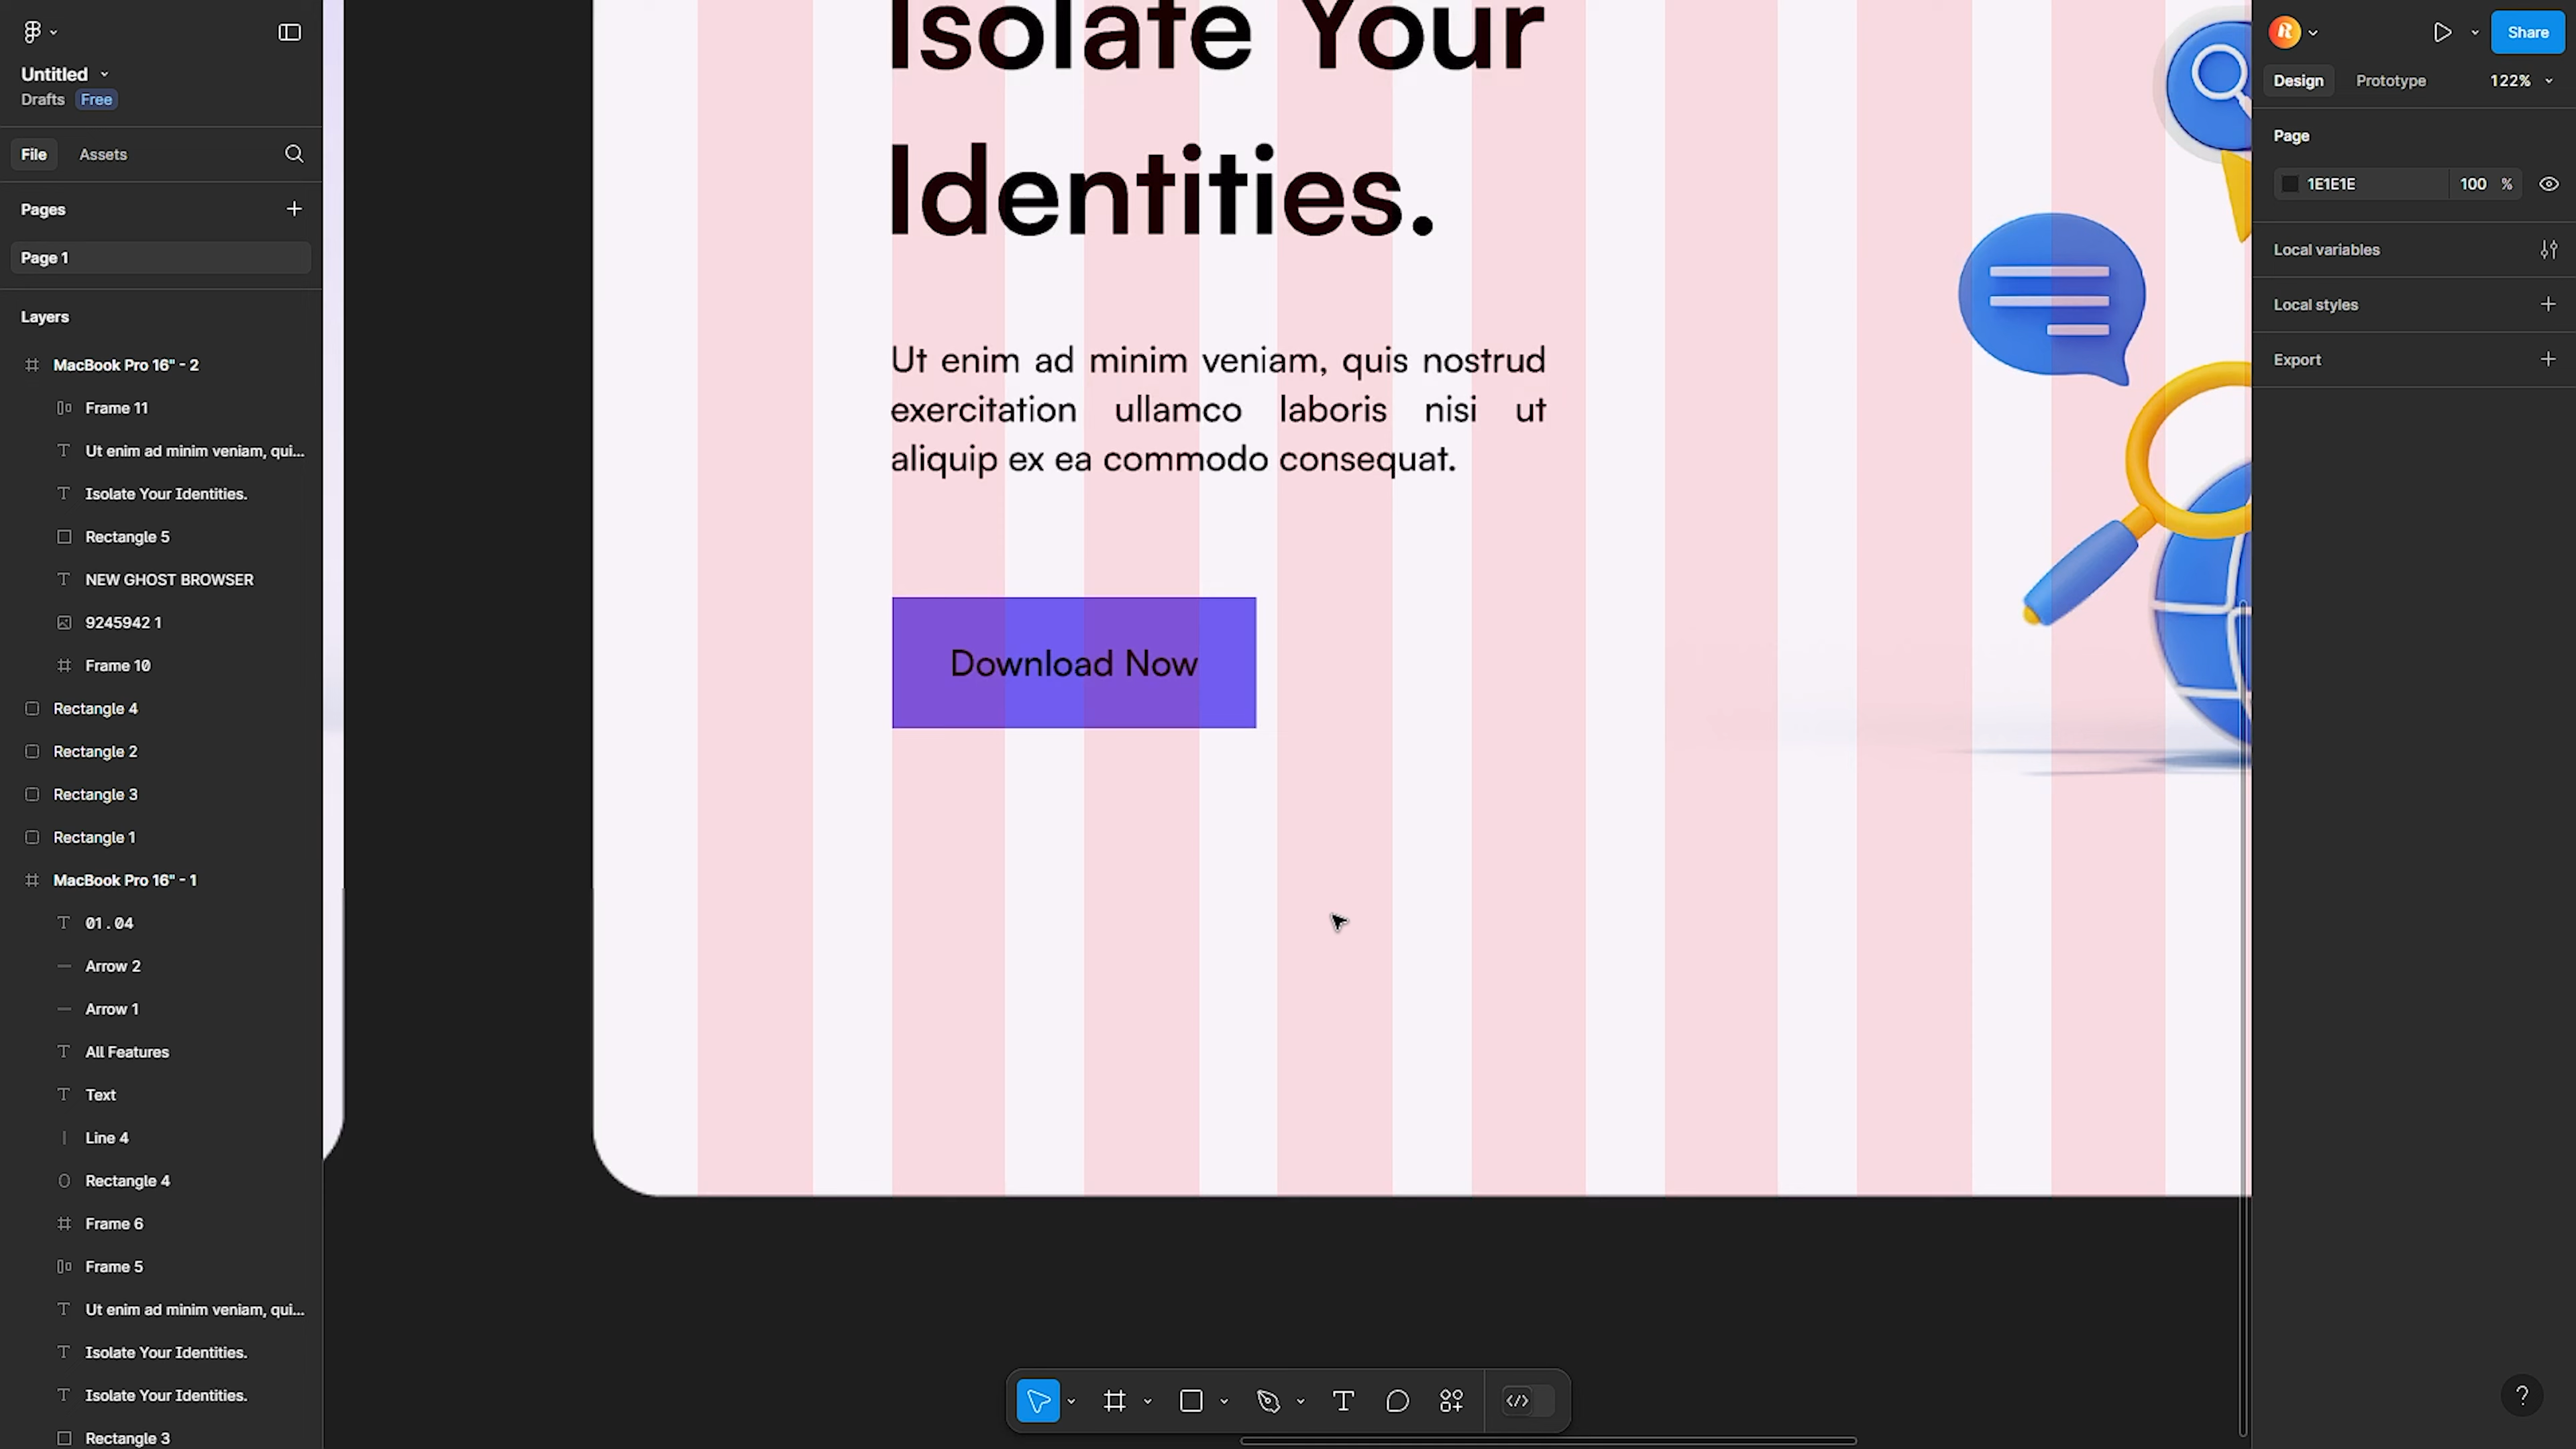 Untitled
Drafts Free
File Assets
Pages
Page 1
Layers
MacBook Pro 16" - 2
Frame 11
Ut enim ad minim veniam, qui...
Isolate Your Identities.
Rectangle 5
NEW GHOST BROWSER
9245942 1
Frame 10
Rectangle 4
Rectangle 2
Rectangle 3
Rectangle 1
MacBook Pro 16" - 1
01.04
Arrow 2
Arrow 1
All Features
Text
Line 4
Rectangle 4
Frame 6
Frame 5
Ut enim ad minim veniam, qui...
Isolate Your Identities.
Isolate Your Identities.
Rectangle 3
Isolate Your
Identities.
Ut enim ad minim veniam, quis nostrud
exercitation ullamco laboris nisi ut
aliquip ex ea commodo consequat.
Download Now
Share
Design Prototype 122%
Page
1E1E1E 100 %
Local variables
Local styles
Export
?